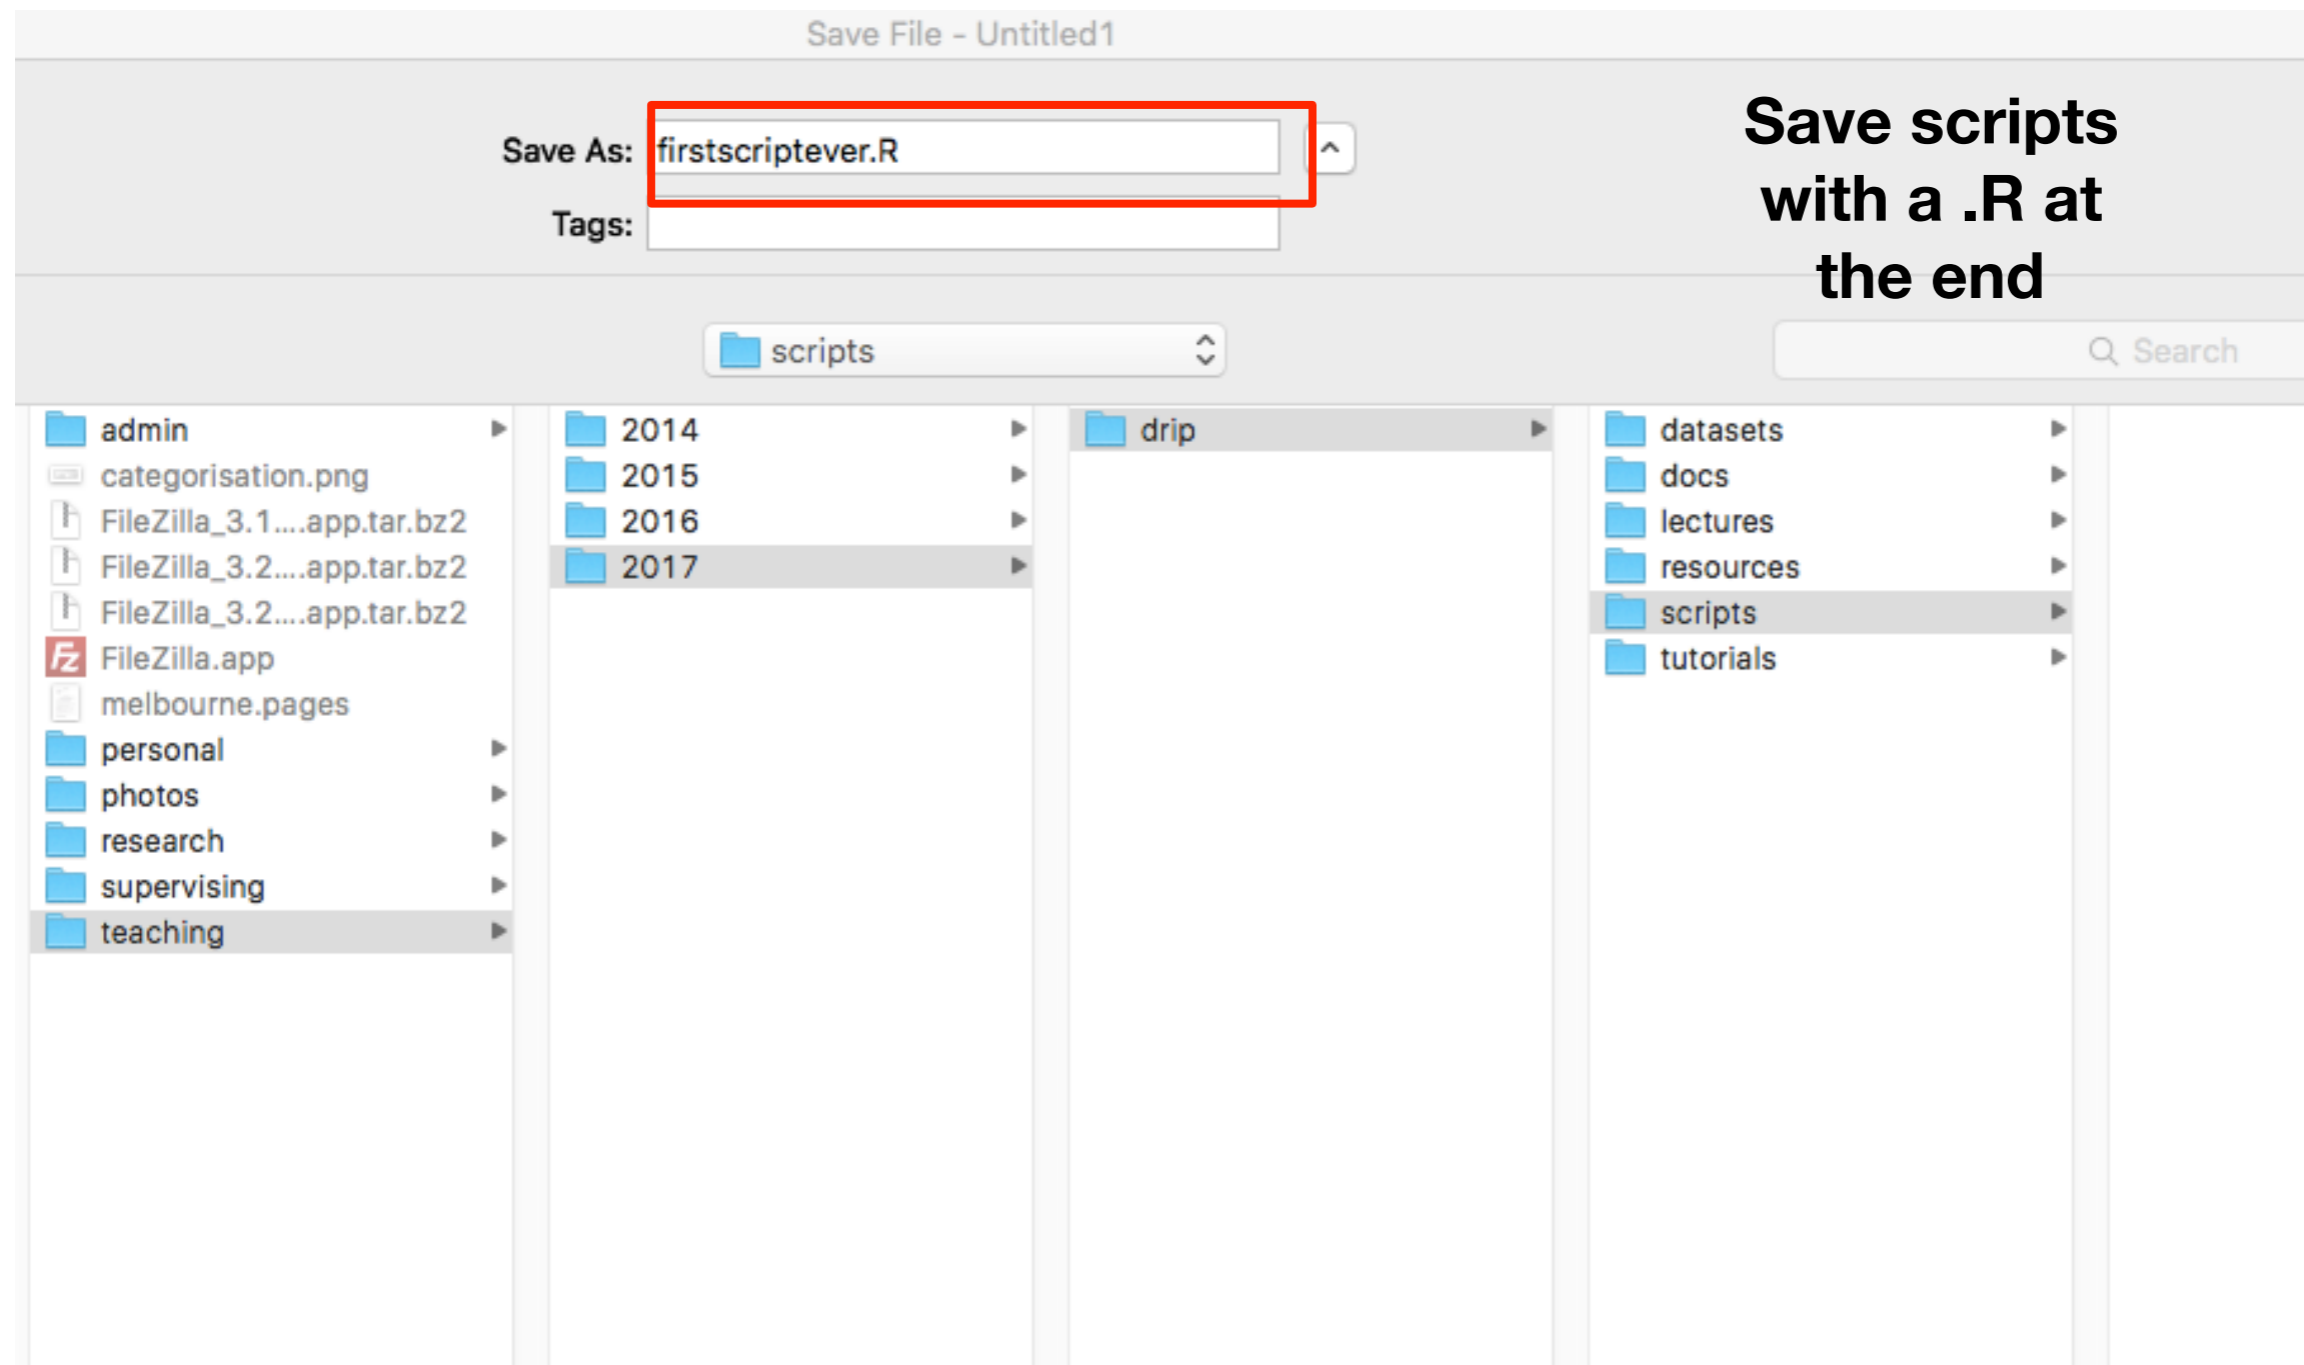 Save File - Untitled1
Save As: firstscriptever.R
Tags:
Save scripts
with a .R at
the end
scripts
Search
admin
categorisation.png
FileZilla_3.1....app.tar.bz2
FileZilla_3.2....app.tar.bz2
FileZilla_3.2....app.tar.bz2
FileZilla.app
melbourne.pages
personal
photos
research
supervising
teaching
2014
2015
2016
2017
drip
datasets
docs
lectures
resources
scripts
tutorials